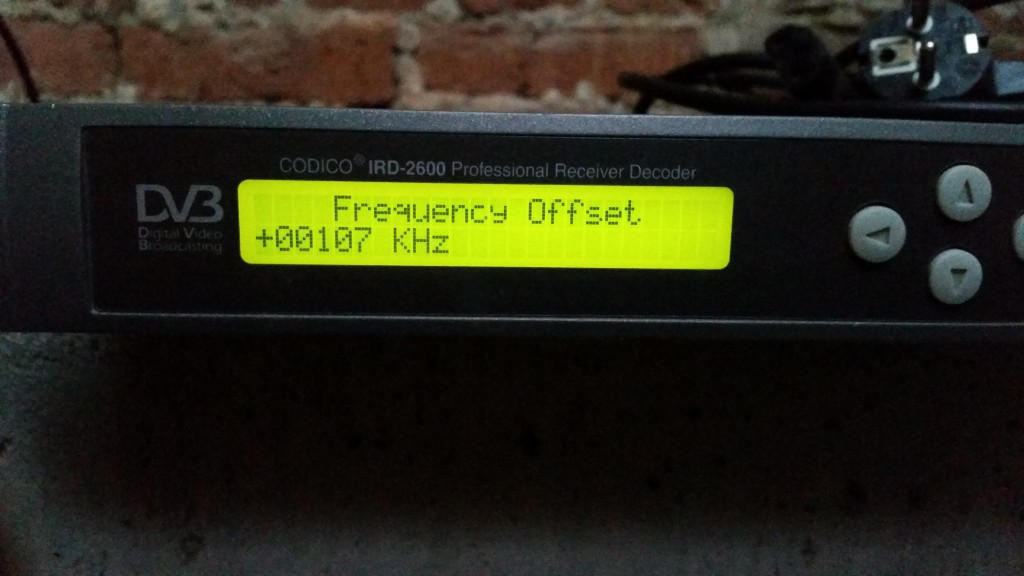 CODICO® IRD-2600 Professional Receiver Decoder
DVB
Digital Video
Broadcasting
Frequency Offset
+00107 KHz